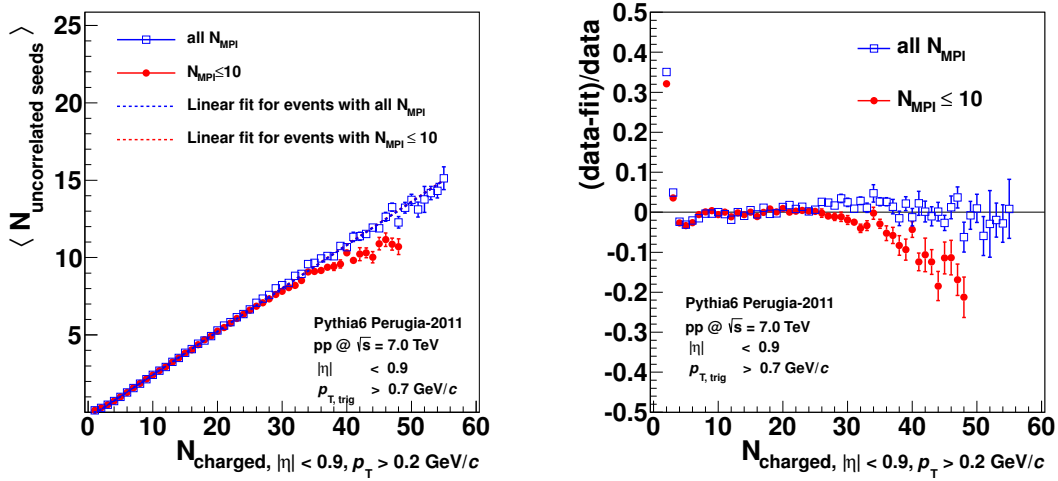 ⟨ N uncorrelated seeds ⟩
25
20
15
10
5
all N_MPI
N_MPI≤10
Linear fit for events with all N_MPI
Linear fit for events with N_MPI ≤ 10
Pythia6 Perugia-2011
pp @ √s = 7.0 TeV
|η| < 0.9
p_T, trig > 0.7 GeV/c
0 10 20 30 40 50 60
N_charged, |η| < 0.9, p_T > 0.2 GeV/c
(data-fit)/data
0.5
0.4
0.3
0.2
0.1
0
-0.1
-0.2
-0.3
-0.4
-0.5
all N_MPI
N_MPI ≤ 10
Pythia6 Perugia-2011
pp @ √s = 7.0 TeV
|η| < 0.9
p_T, trig > 0.7 GeV/c
0 10 20 30 40 50 60
N_charged, |η| < 0.9, p_T > 0.2 GeV/c